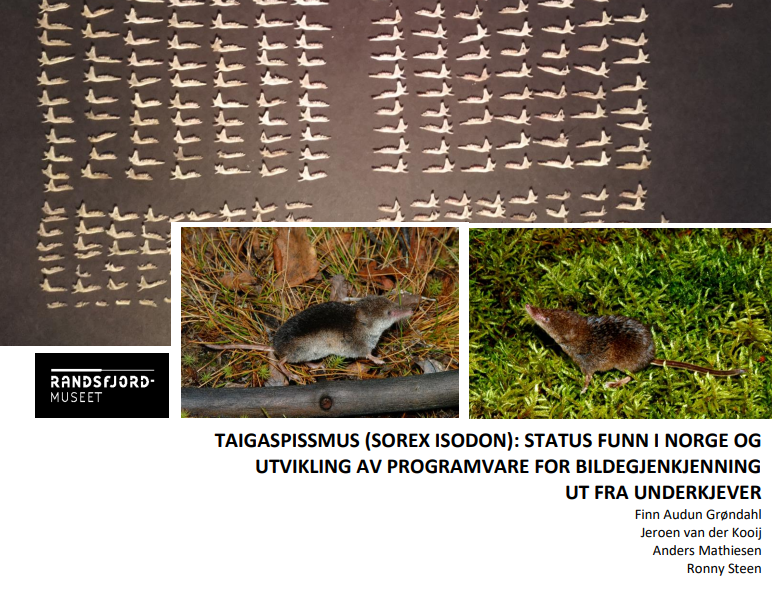 RANDSFJORD-
MUSEET
TAIGASPISSMUS (SOREX ISODON): STATUS FUNN I NORGE OG
UTVIKLING AV PROGRAMVARE FOR BILDEGJENKJENNING
UT FRA UNDERKJEVER
Finn Audun Grøndahl
Jeroen van der Kooij
Anders Mathiesen
Ronny Steen